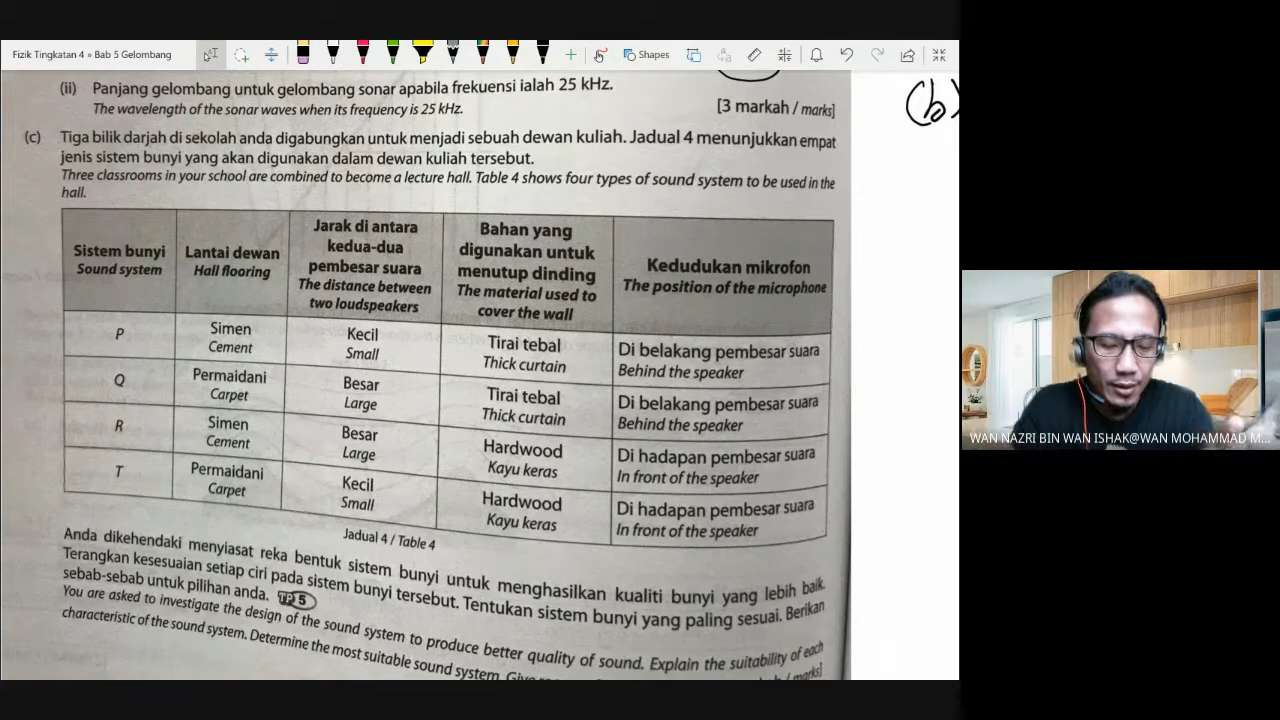 Fizik Tingkatan 4 » Bab 5 Gelombang
Shapes
(ii) Panjang gelombang untuk gelombang sonar apabila frekuensi ialah 25 kHz.
The wavelength of the sonar waves when its frequency is 25 kHz.
[3 markah / marks]
(b)
(c) Tiga bilik darjah di sekolah anda digabungkan untuk menjadi sebuah dewan kuliah. Jadual 4 menunjukkan empat
jenis sistem bunyi yang akan digunakan dalam dewan kuliah tersebut.
Three classrooms in your school are combined to become a lecture hall. Table 4 shows four types of sound system to be used in the
hall.
Sistem bunyi
Sound system
Lantai dewan
Hall flooring
Jarak di antara
kedua-dua
pembesar suara
The distance between
two loudspeakers
Bahan yang
digunakan untuk
menutup dinding
The material used to
cover the wall
Kedudukan mikrofon
The position of the microphone
P
Simen
Cement
Kecil
Small
Tirai tebal
Thick curtain
Di belakang pembesar suara
Behind the speaker
Q
Permaidani
Carpet
Besar
Large
Tirai tebal
Thick curtain
Di belakang pembesar suara
Behind the speaker
R
Simen
Cement
Besar
Large
Hardwood
Kayu keras
Di hadapan pembesar suara
In front of the speaker
T
Permaidani
Carpet
Kecil
Small
Hardwood
Kayu keras
Di hadapan pembesar suara
In front of the speaker
Jadual 4 / Table 4
Anda dikehendaki menyiasat reka bentuk sistem bunyi untuk menghasilkan kualiti bunyi yang lebih baik.
Terangkan kesesuaian setiap ciri pada sistem bunyi tersebut. Tentukan sistem bunyi yang paling sesuai. Berikan
sebab-sebab untuk pilihan anda. TP 5
You are asked to investigate the design of the sound system to produce better quality of sound. Explain the suitability of each
characteristic of the sound system. Determine the most suitable sound system.
/ marks]
WAN NAZRI BIN WAN ISHAK@WAN MOHAMMAD M...